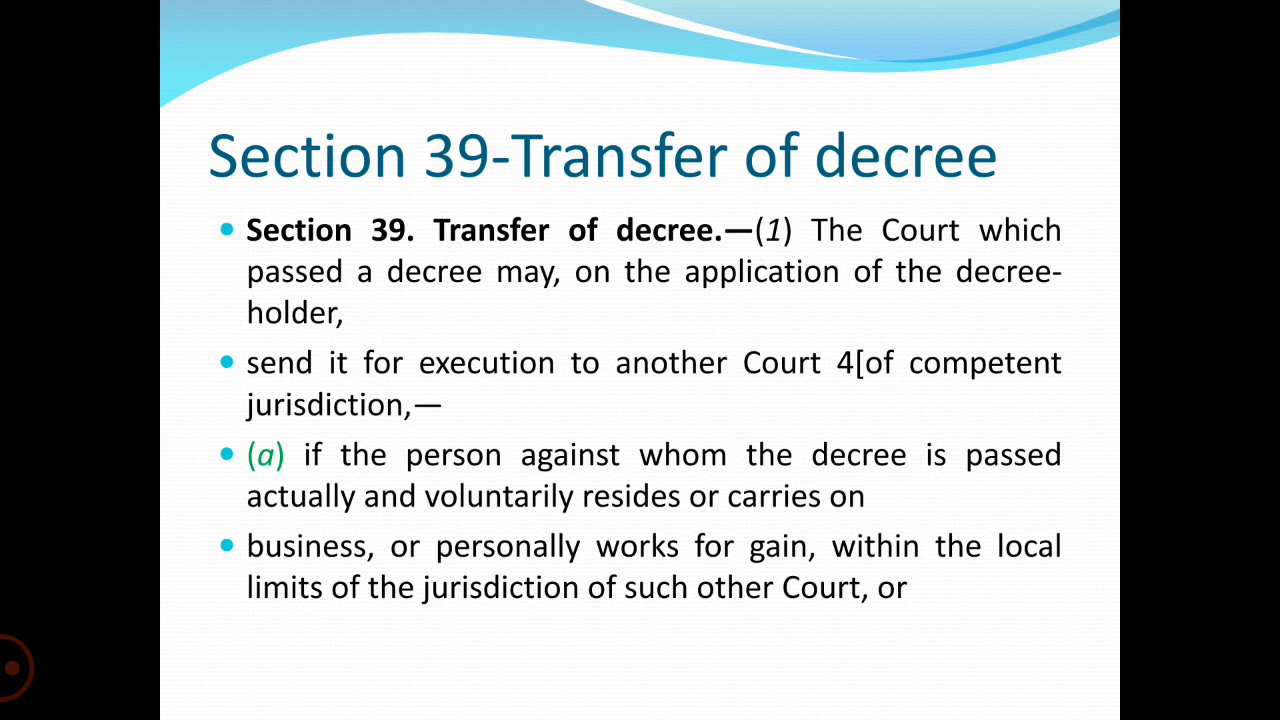 Section 39-Transfer of decree
• Section 39. Transfer of decree.—(1) The Court which
passed a decree may, on the application of the decree-
holder,
• send it for execution to another Court 4[of competent
jurisdiction,—
• (a) if the person against whom the decree is passed
actually and voluntarily resides or carries on
• business, or personally works for gain, within the local
limits of the jurisdiction of such other Court, or